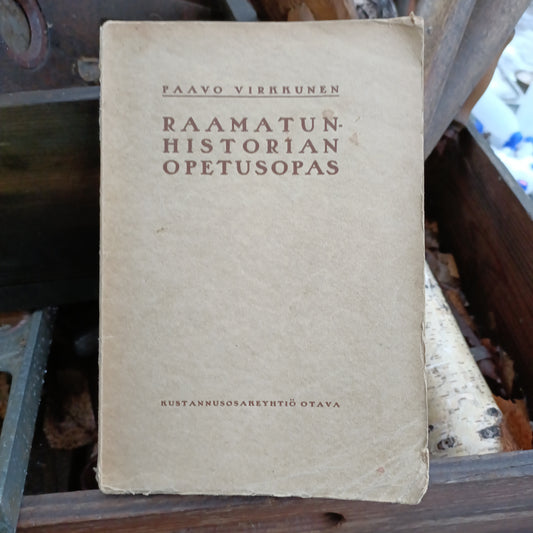 PAAVO VIRKKUNEN
RAAMATUN-
HISTORIAN
OPETUSOPAS
KUSTANNUSOSAKEYHTIÖ OTAVA